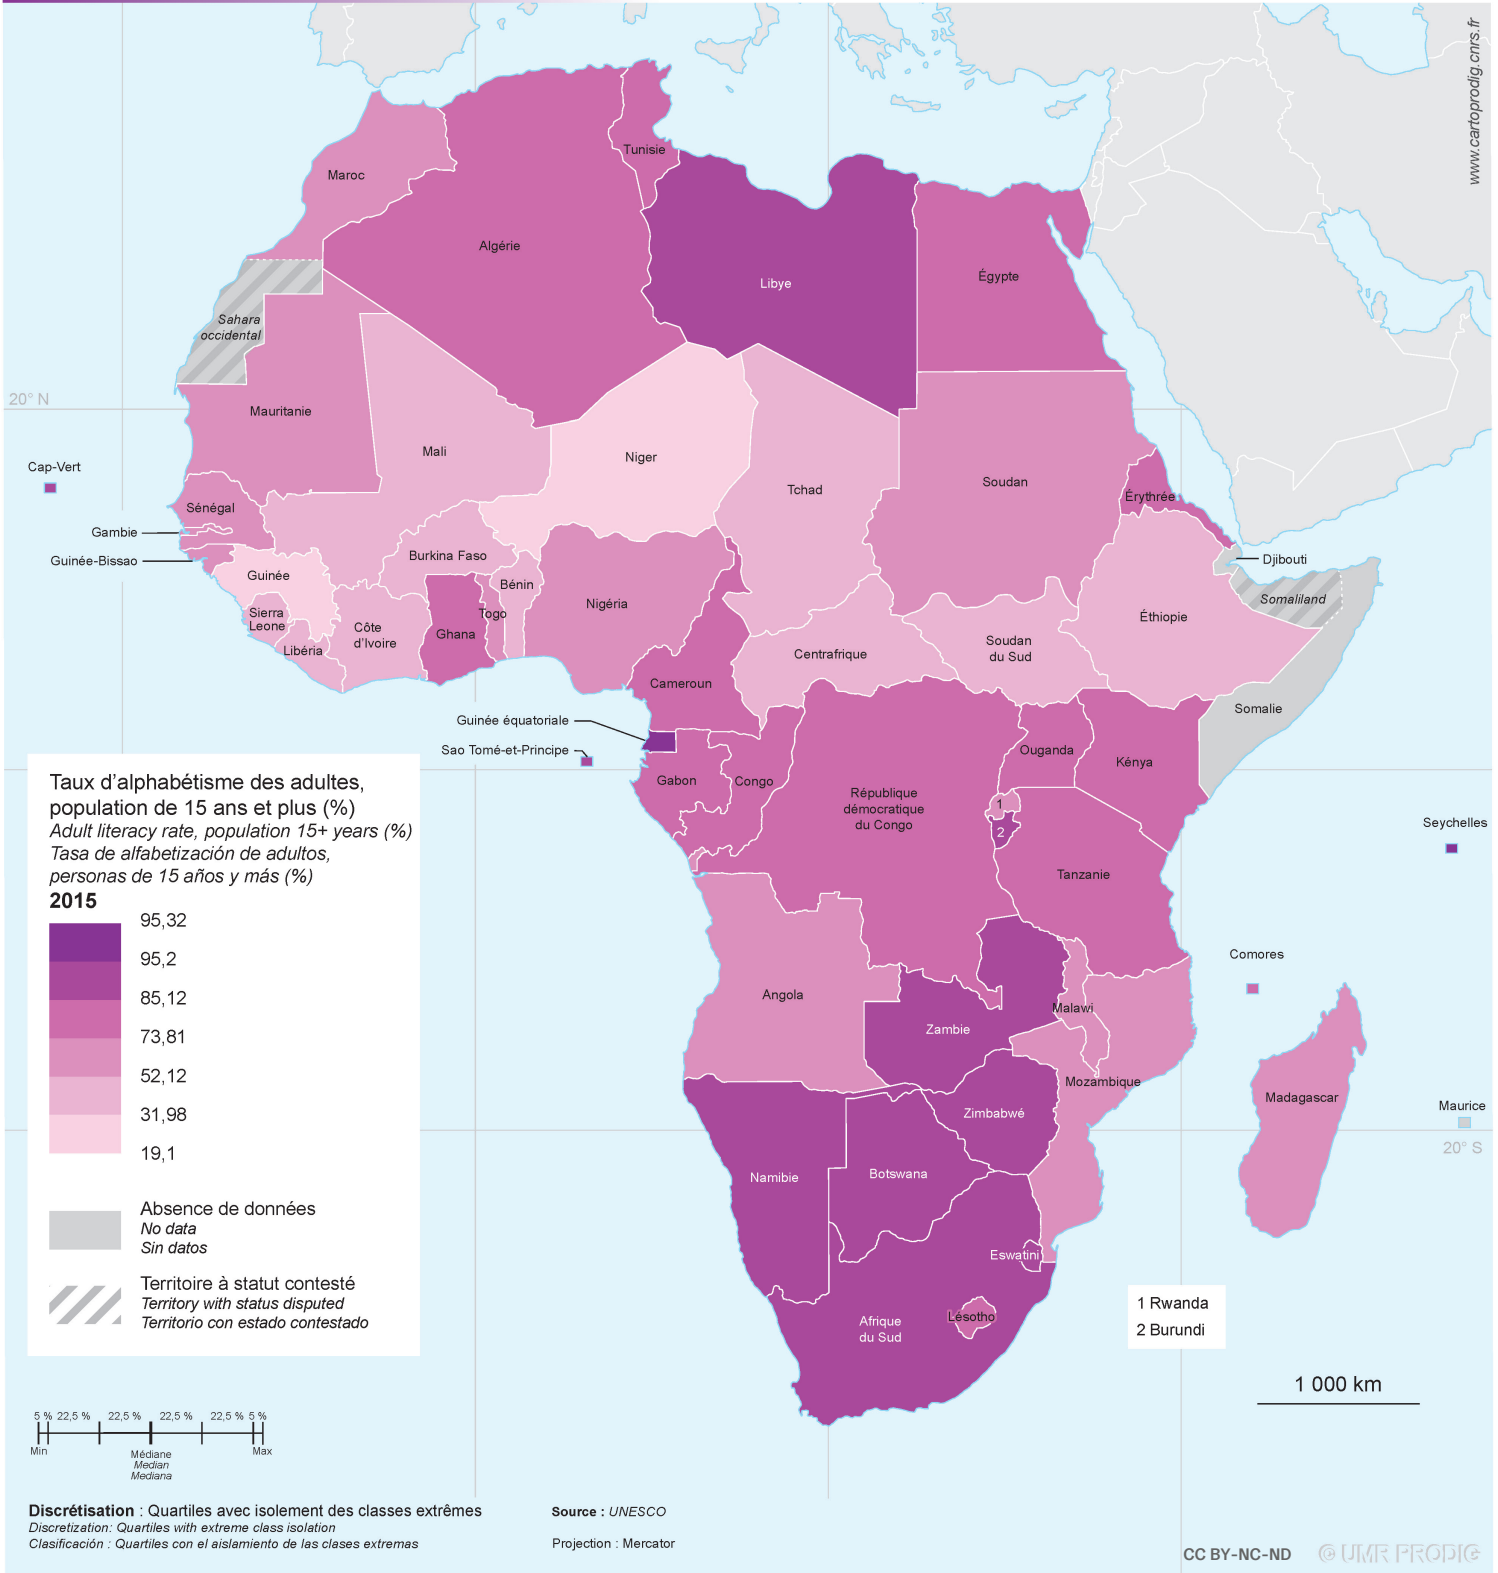 www.cartoprodig.cnrs.fr
Tunisie
Maroc
Algérie
Libye
Égypte
Sahara
occidental
20° N
Mauritanie
Mali
Niger
Cap-Vert
Tchad
Soudan
Érythrée
Sénégal
Gambie
Guinée-Bissao
Burkina Faso
Djibouti
Guinée
Bénin
Somaliland
Sierra
Leone
Togo
Nigéria
Éthiopie
Côte
d'Ivoire
Ghana
Libéria
Soudan
du Sud
Centrafrique
Cameroun
Somalie
Guinée équatoriale
Sao Tomé-et-Principe
Ouganda
Kénya
Gabon
Congo
République
démocratique
du Congo
1
2
Seychelles
Tanzanie
Comores
Angola
Malawi
Zambie
Mozambique
Madagascar
Maurice
Zimbabwé
20° S
Namibie
Botswana
Eswatini
Lésotho
Afrique
du Sud
Taux d'alphabétisme des adultes,
population de 15 ans et plus (%)
Adult literacy rate, population 15+ years (%)
Tasa de alfabetización de adultos,
personas de 15 años y más (%)
2015
95,32
95,2
85,12
73,81
52,12
31,98
19,1
Absence de données
No data
Sin datos
Territoire à statut contesté
Territory with status disputed
Territorio con estado contestado
1 Rwanda
2 Burundi
1 000 km
5 % 22,5 % 22,5 % 22,5 % 22,5 % 5 %
Min Max
Médiane
Median
Mediana
Discrétisation : Quartiles avec isolement des classes extrêmes
Discretization: Quartiles with extreme class isolation
Clasificación : Quartiles con el aislamiento de las clases extremas
Source : UNESCO
Projection : Mercator
CC BY-NC-ND © UMR PRODIG